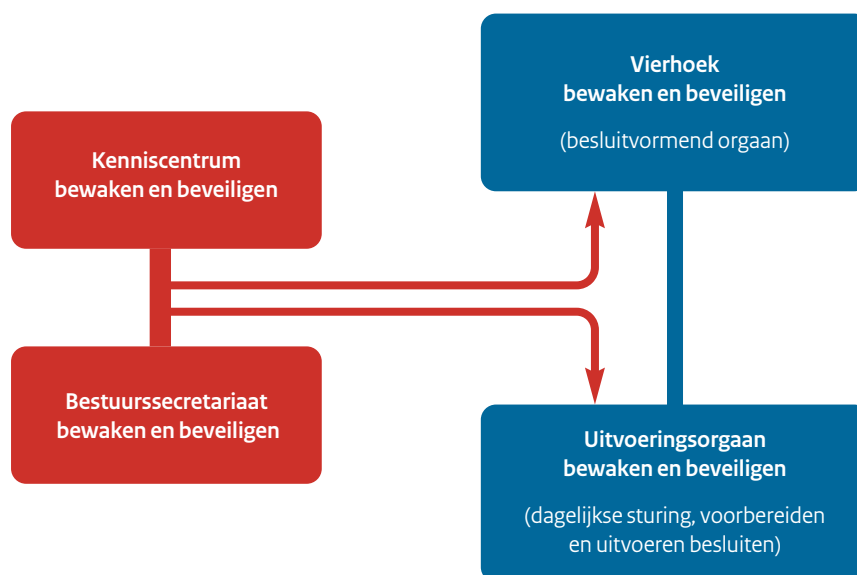 Vierhoek
bewaken en beveiligen
(besluitvormend orgaan)
Kenniscentrum
bewaken en beveiligen
Bestuurssecretariaat
bewaken en beveiligen
Uitvoeringsorgaan
bewaken en beveiligen
(dagelijkse sturing, voorbereiden
en uitvoeren besluiten)